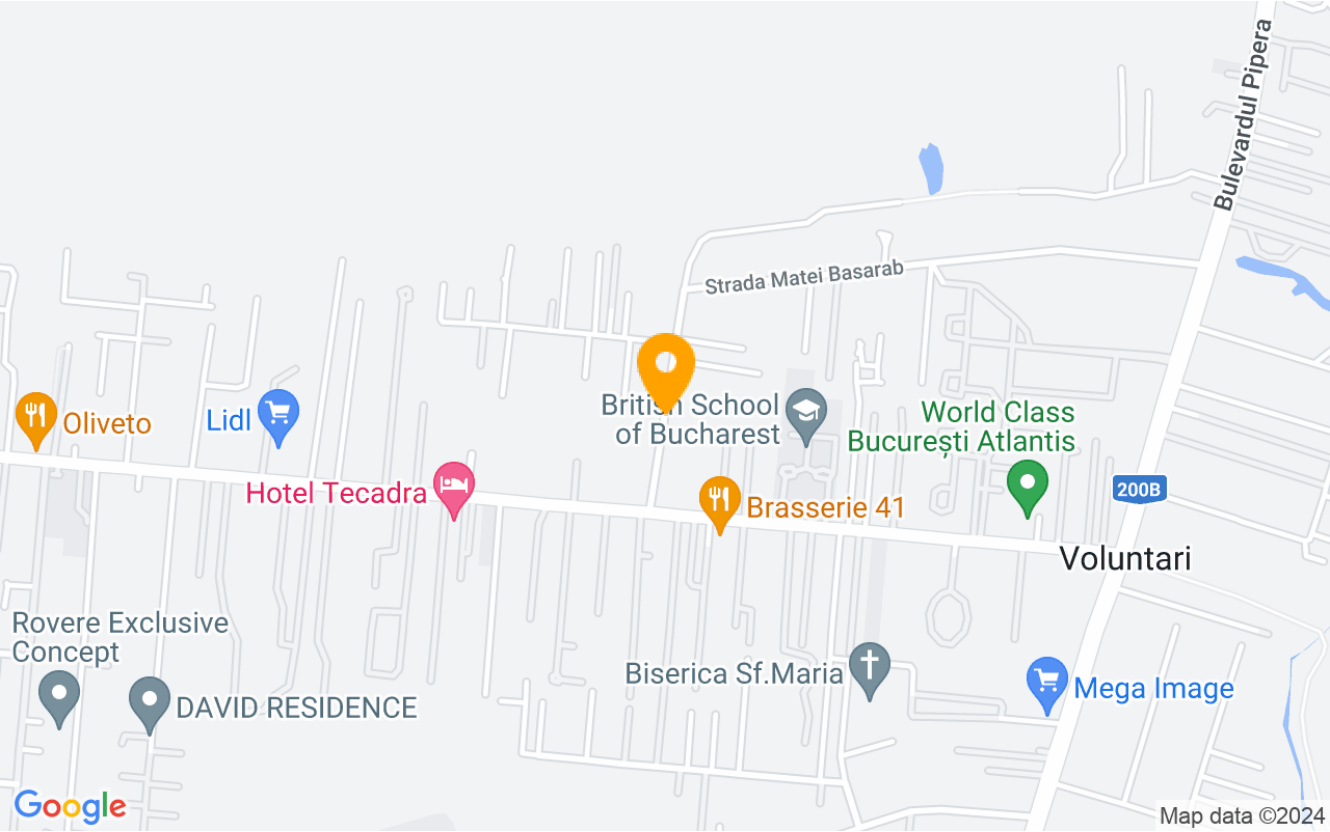 Bulevardul Pipera
Strada Matei Basarab
British School
of Bucharest
World Class
București Atlantis
Oliveto
Lidl
Hotel Tecadra
200B
Brasserie 41
Voluntari
Rovere Exclusive
Concept
Biserica Sf.Maria
DAVID RESIDENCE
Mega Image
Google
Map data ©2024